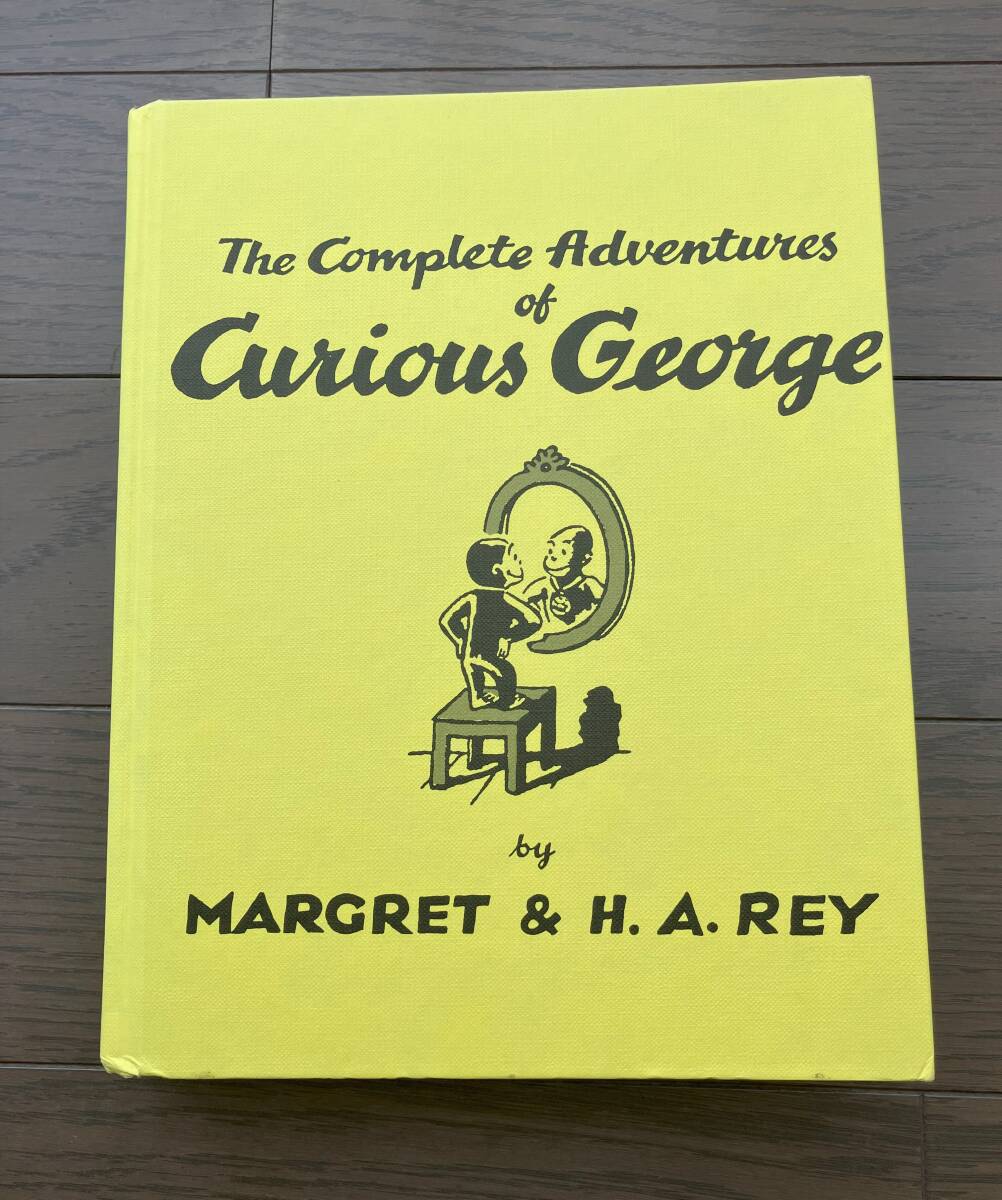 The Complete Adventures
of
Curious George
by
MARGRET & H. A. REY